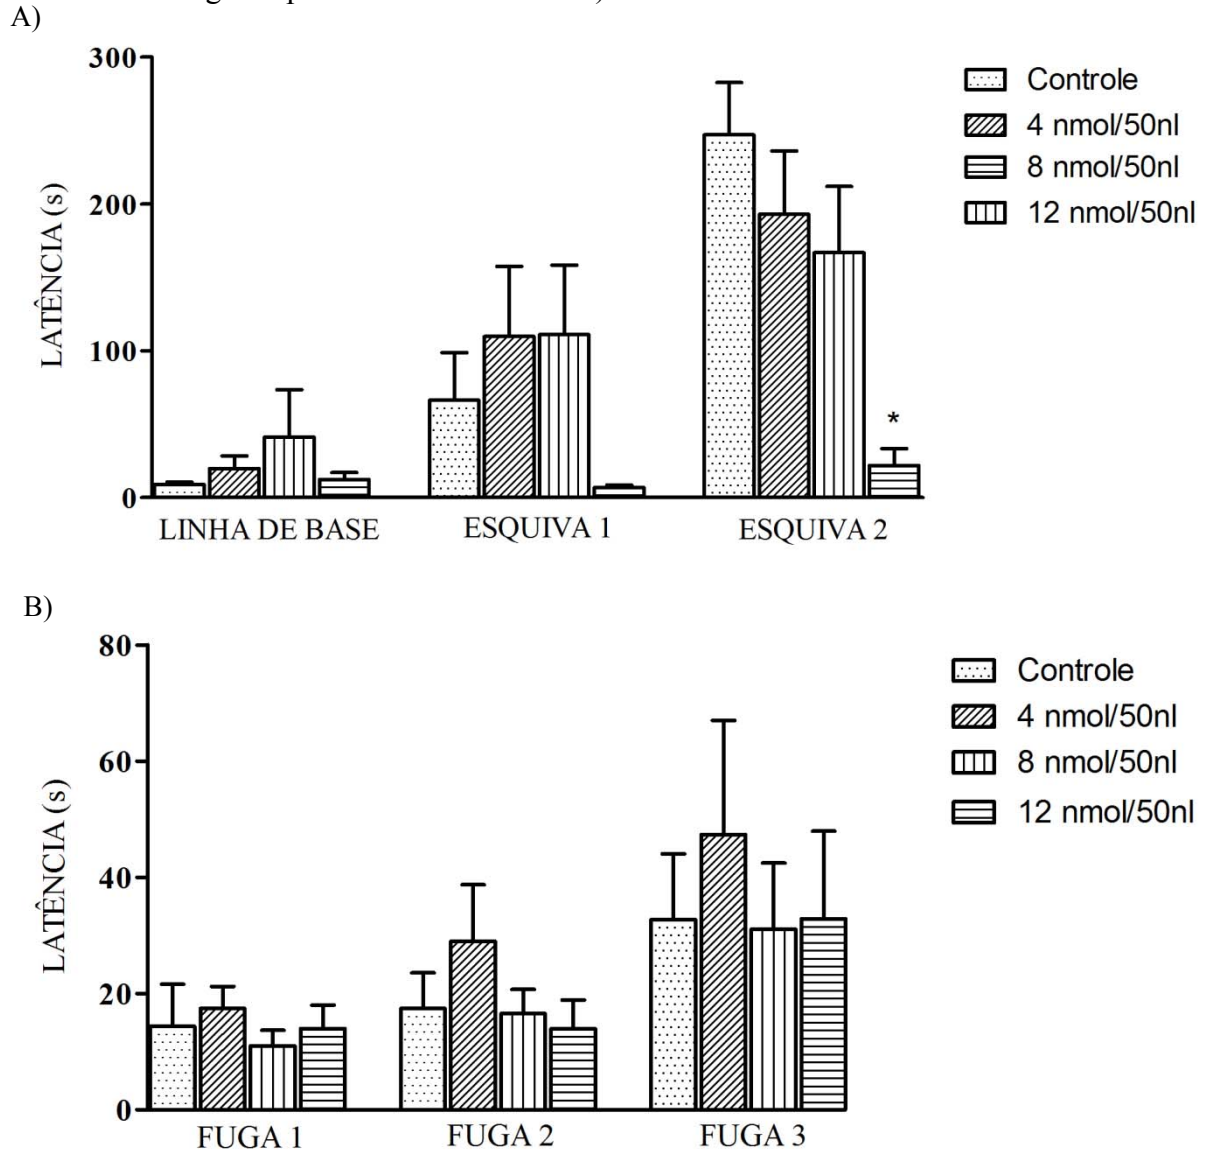 A)
300
200
100
0
LATÊNCIA (s)
LINHA DE BASE
ESQUIVA 1
ESQUIVA 2
*
Controle
4 nmol/50nl
8 nmol/50nl
12 nmol/50nl
B)
80
60
40
20
0
LATÊNCIA (s)
FUGA 1
FUGA 2
FUGA 3
Controle
4 nmol/50nl
8 nmol/50nl
12 nmol/50nl